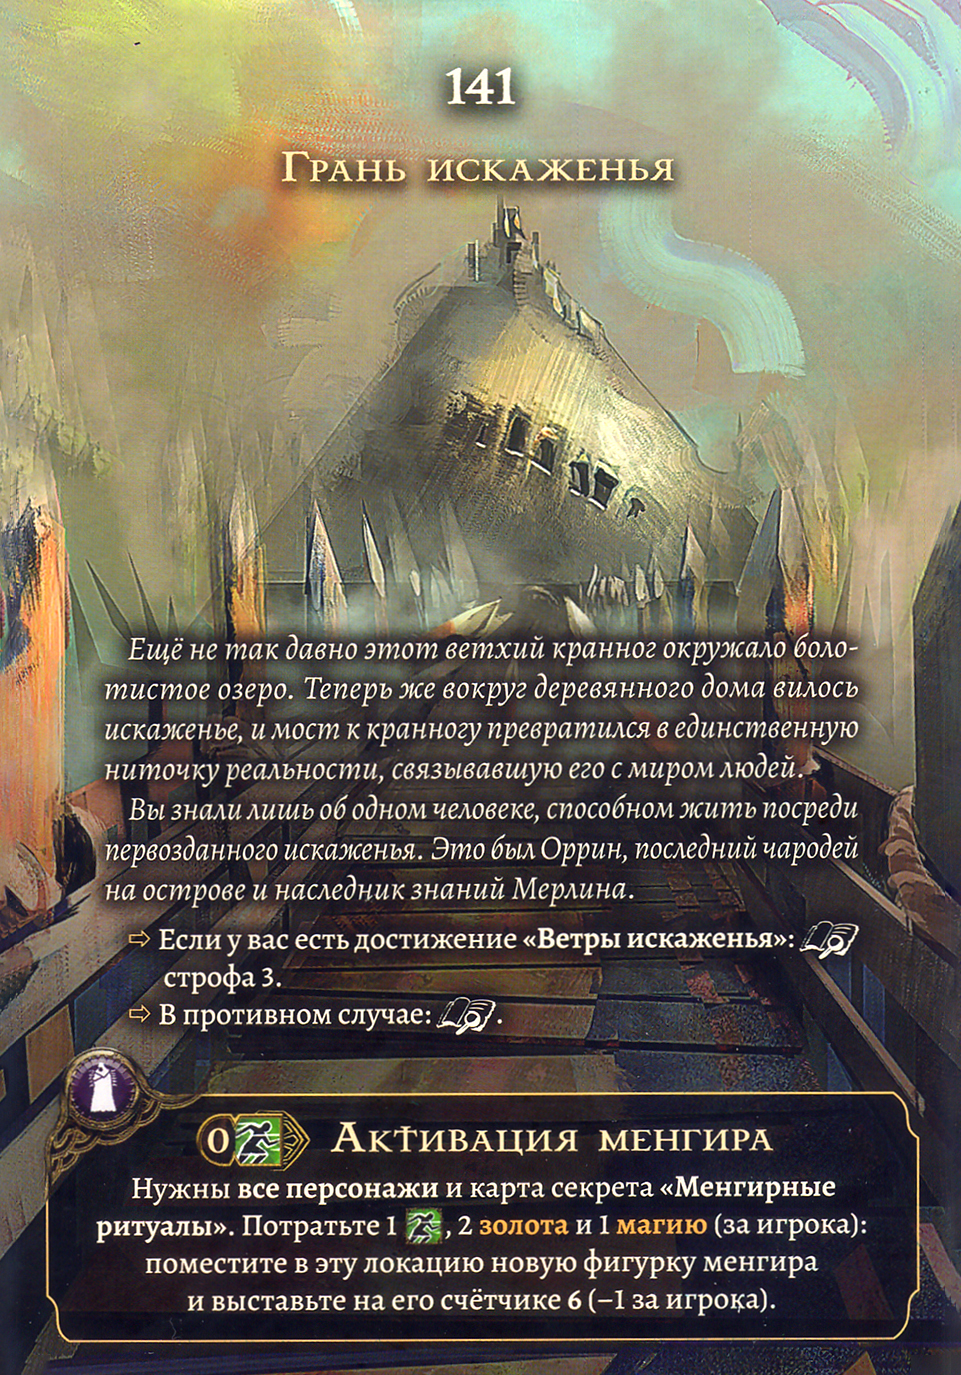 141
Грань искаженья
Ещё не так давно этот ветхий кранног окружало боло-
тистое озеро. Теперь же вокруг деревянного дома вилось
искаженье, и мост к кранногу превратился в единственную
ниточку реальности, связывавшую его с миром людей.
Вы знали лишь об одном человеке, способном жить посреди
первозданного искаженья. Это был Оррин, последний чародей
на острове и наследник знаний Мерлина.
⇨ Если у вас есть достижение «Ветры искаженья»:
строфа 3.
⇨ В противном случае: .
0 Активация менгира
Нужны все персонажи и карта секрета «Менгирные
ритуалы». Потратьте 1 , 2 золота и 1 магию (за игрока):
поместите в эту локацию новую фигурку менгира
и выставьте на его счётчике 6 (–1 за игрока).